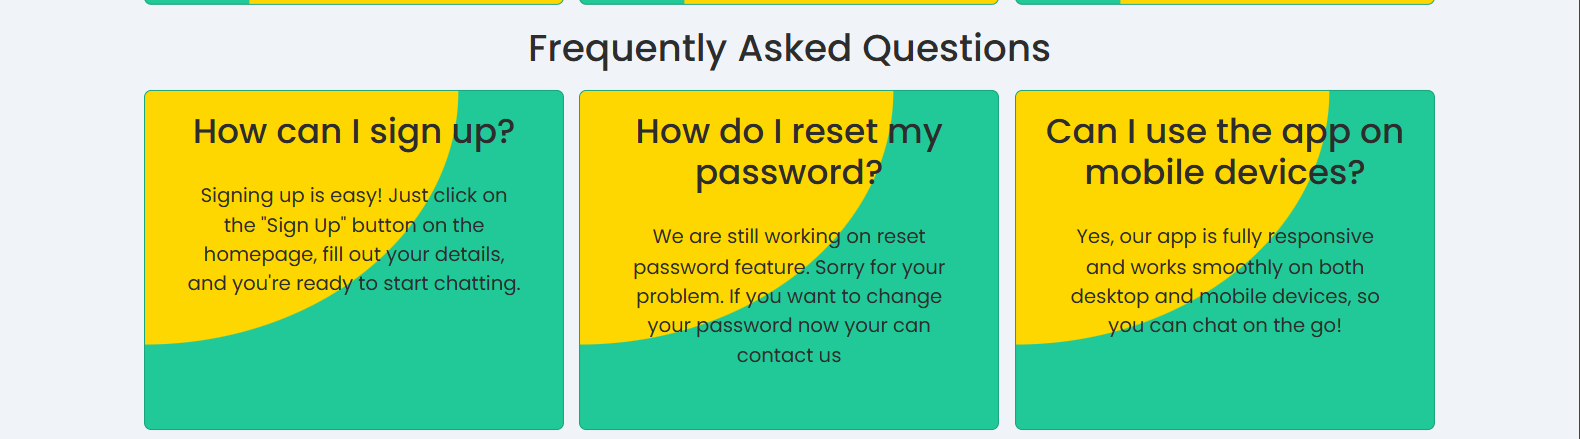 Frequently Asked Questions
How can I sign up?
Signing up is easy! Just click on
the "Sign Up" button on the
homepage, fill out your details,
and you're ready to start chatting.
How do I reset my
password?
We are still working on reset
password feature. Sorry for your
problem. If you want to change
your password now your can
contact us
Can I use the app on
mobile devices?
Yes, our app is fully responsive
and works smoothly on both
desktop and mobile devices, so
you can chat on the go!